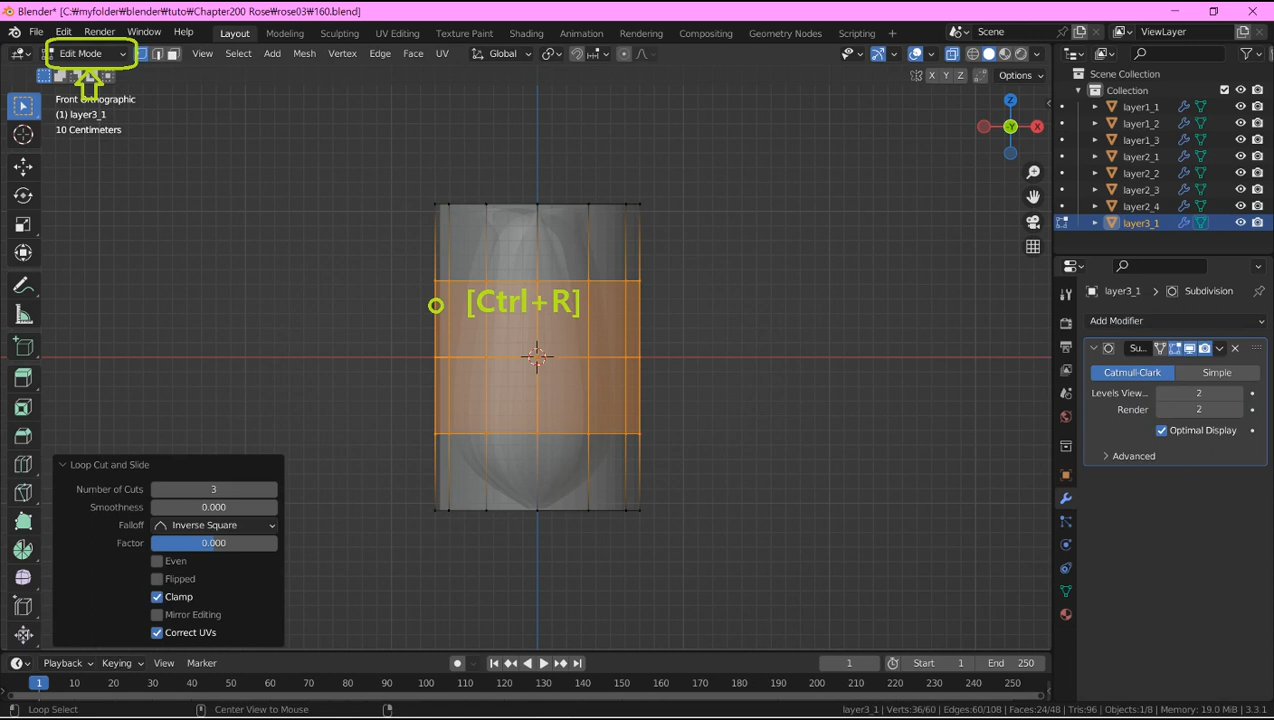 Blender* [C:₩myfolder₩blender₩tuto₩Chapter200 Rose₩rose03₩160.blend]
File Edit Render Window Help Layout Modeling Sculpting UV Editing Texture Paint Shading Animation Rendering Compositing Geometry Nodes Scripting Scene ViewLayer
Edit Mode View Select Add Mesh Vertex Edge Face UV Global
X Y Z Options
Front Orthographic
(1) layer3_1
10 Centimeters
Z
Y X
[Ctrl+R]
Loop Cut and Slide
Number of Cuts 3
Smoothness 0.000
Falloff Inverse Square
Factor 0.000
Even
Flipped
Clamp
Mirror Editing
Correct UVs
Scene Collection
Collection
layer1_1
layer1_2
layer1_3
layer2_1
layer2_2
layer2_3
layer2_4
layer3_1
layer3_1 > Subdivision
Add Modifier
Su...
Catmull-Clark Simple
Levels View... 2
Render 2
Optimal Display
Advanced
Playback Keying View Marker 1 Start 1 End 250
1 10 20 30 40 50 60 70 80 90 100 110 120 130 140 150 160 170 180 190 200 210 220 230 240 250
Loop Select Center View to Mouse layer3_1 | Verts:36/60 | Edges:60/108 | Faces:24/48 | Tris:96 | Objects:1/8 | Memory: 19.0 MiB | 3.3.1